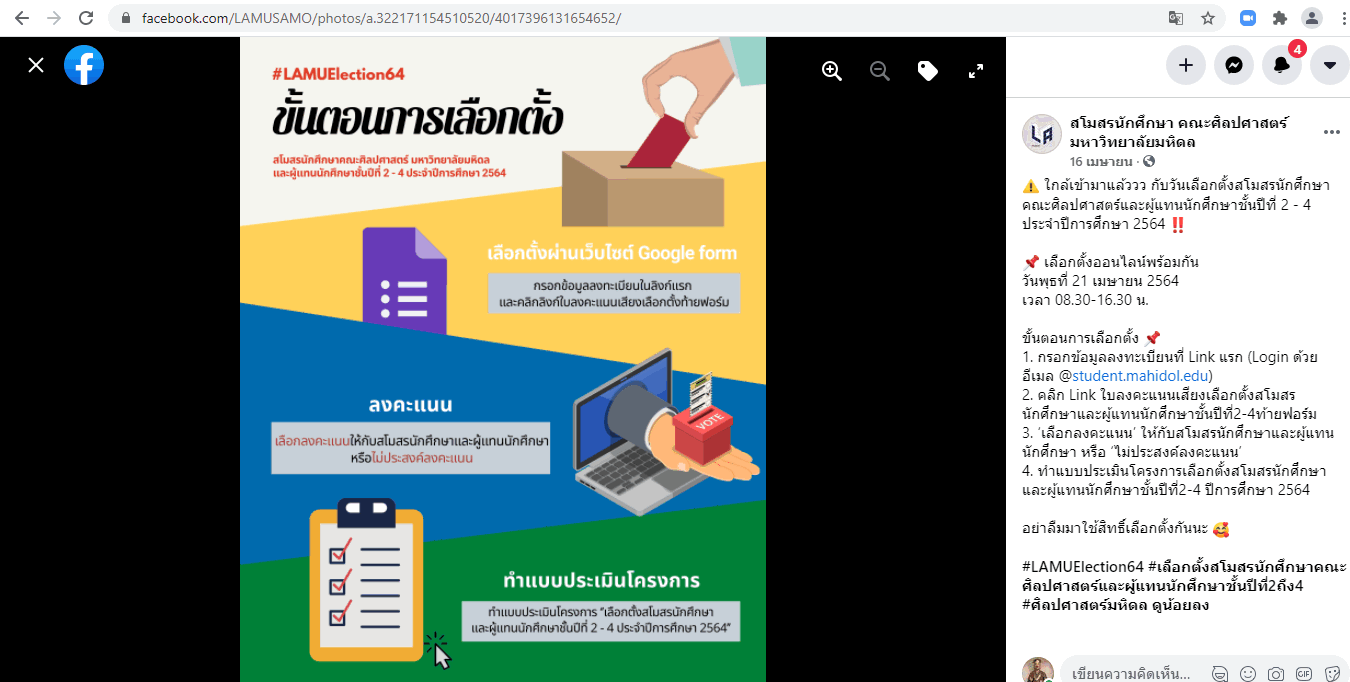 facebook.com/LAMUSAMO/photos/a.322171154510520/4017396131654652/
#LAMUElection64
ขั้นตอนการเลือกตั้ง
สโมสรนักศึกษาคณะศิลปศาสตร์ มหาวิทยาลัยมหิดล
และผู้แทนนักศึกษาชั้นปีที่ 2 - 4 ประจำปีการศึกษา 2564
เลือกตั้งผ่านเว็บไซต์ Google form
กรอกข้อมูลลงทะเบียนในลิงก์แรก
และคลิกลิงก์ใบลงคะแนนเสียงเลือกตั้งท้ายฟอร์ม
ลงคะแนน
เลือกลงคะแนนให้กับสโมสรนักศึกษาและผู้แทนนักศึกษา
หรือไม่ประสงค์ลงคะแนน
VOTE
ทำแบบประเมินโครงการ
ทำแบบประเมินโครงการ “เลือกตั้งสโมสรนักศึกษา
และผู้แทนนักศึกษาชั้นปีที่ 2 - 4 ประจำปีการศึกษา 2564”
4
LA
สโมสรนักศึกษา คณะศิลปศาสตร์
มหาวิทยาลัยมหิดล
16 เมษายน ·
⚠️ ใกล้เข้ามาแล้ววว กับวันเลือกตั้งสโมสรนักศึกษา
คณะศิลปศาสตร์และผู้แทนนักศึกษาชั้นปีที่ 2 - 4
ประจำปีการศึกษา 2564 ‼️
📌 เลือกตั้งออนไลน์พร้อมกัน
วันพุธที่ 21 เมษายน 2564
เวลา 08.30-16.30 น.
ขั้นตอนการเลือกตั้ง 📌
1. กรอกข้อมูลลงทะเบียนที่ Link แรก (Login ด้วย
อีเมล @student.mahidol.edu)
2. คลิก Link ใบลงคะแนนเสียงเลือกตั้งสโมสร
นักศึกษาและผู้แทนนักศึกษาชั้นปีที่2-4ท้ายฟอร์ม
3. ‘เลือกลงคะแนน’ ให้กับสโมสรนักศึกษาและผู้แทน
นักศึกษา หรือ ‘ไม่ประสงค์ลงคะแนน’
4. ทำแบบประเมินโครงการเลือกตั้งสโมสรนักศึกษา
และผู้แทนนักศึกษาชั้นปีที่2-4 ปีการศึกษา 2564
อย่าลืมมาใช้สิทธิ์เลือกตั้งกันนะ 🥰
#LAMUElection64 #เลือกตั้งสโมสรนักศึกษาคณะ
ศิลปศาสตร์และผู้แทนนักศึกษาชั้นปีที่2ถึง4
#ศิลปศาสตร์มหิดล ดูน้อยลง
เขียนความคิดเห็น...
GIF